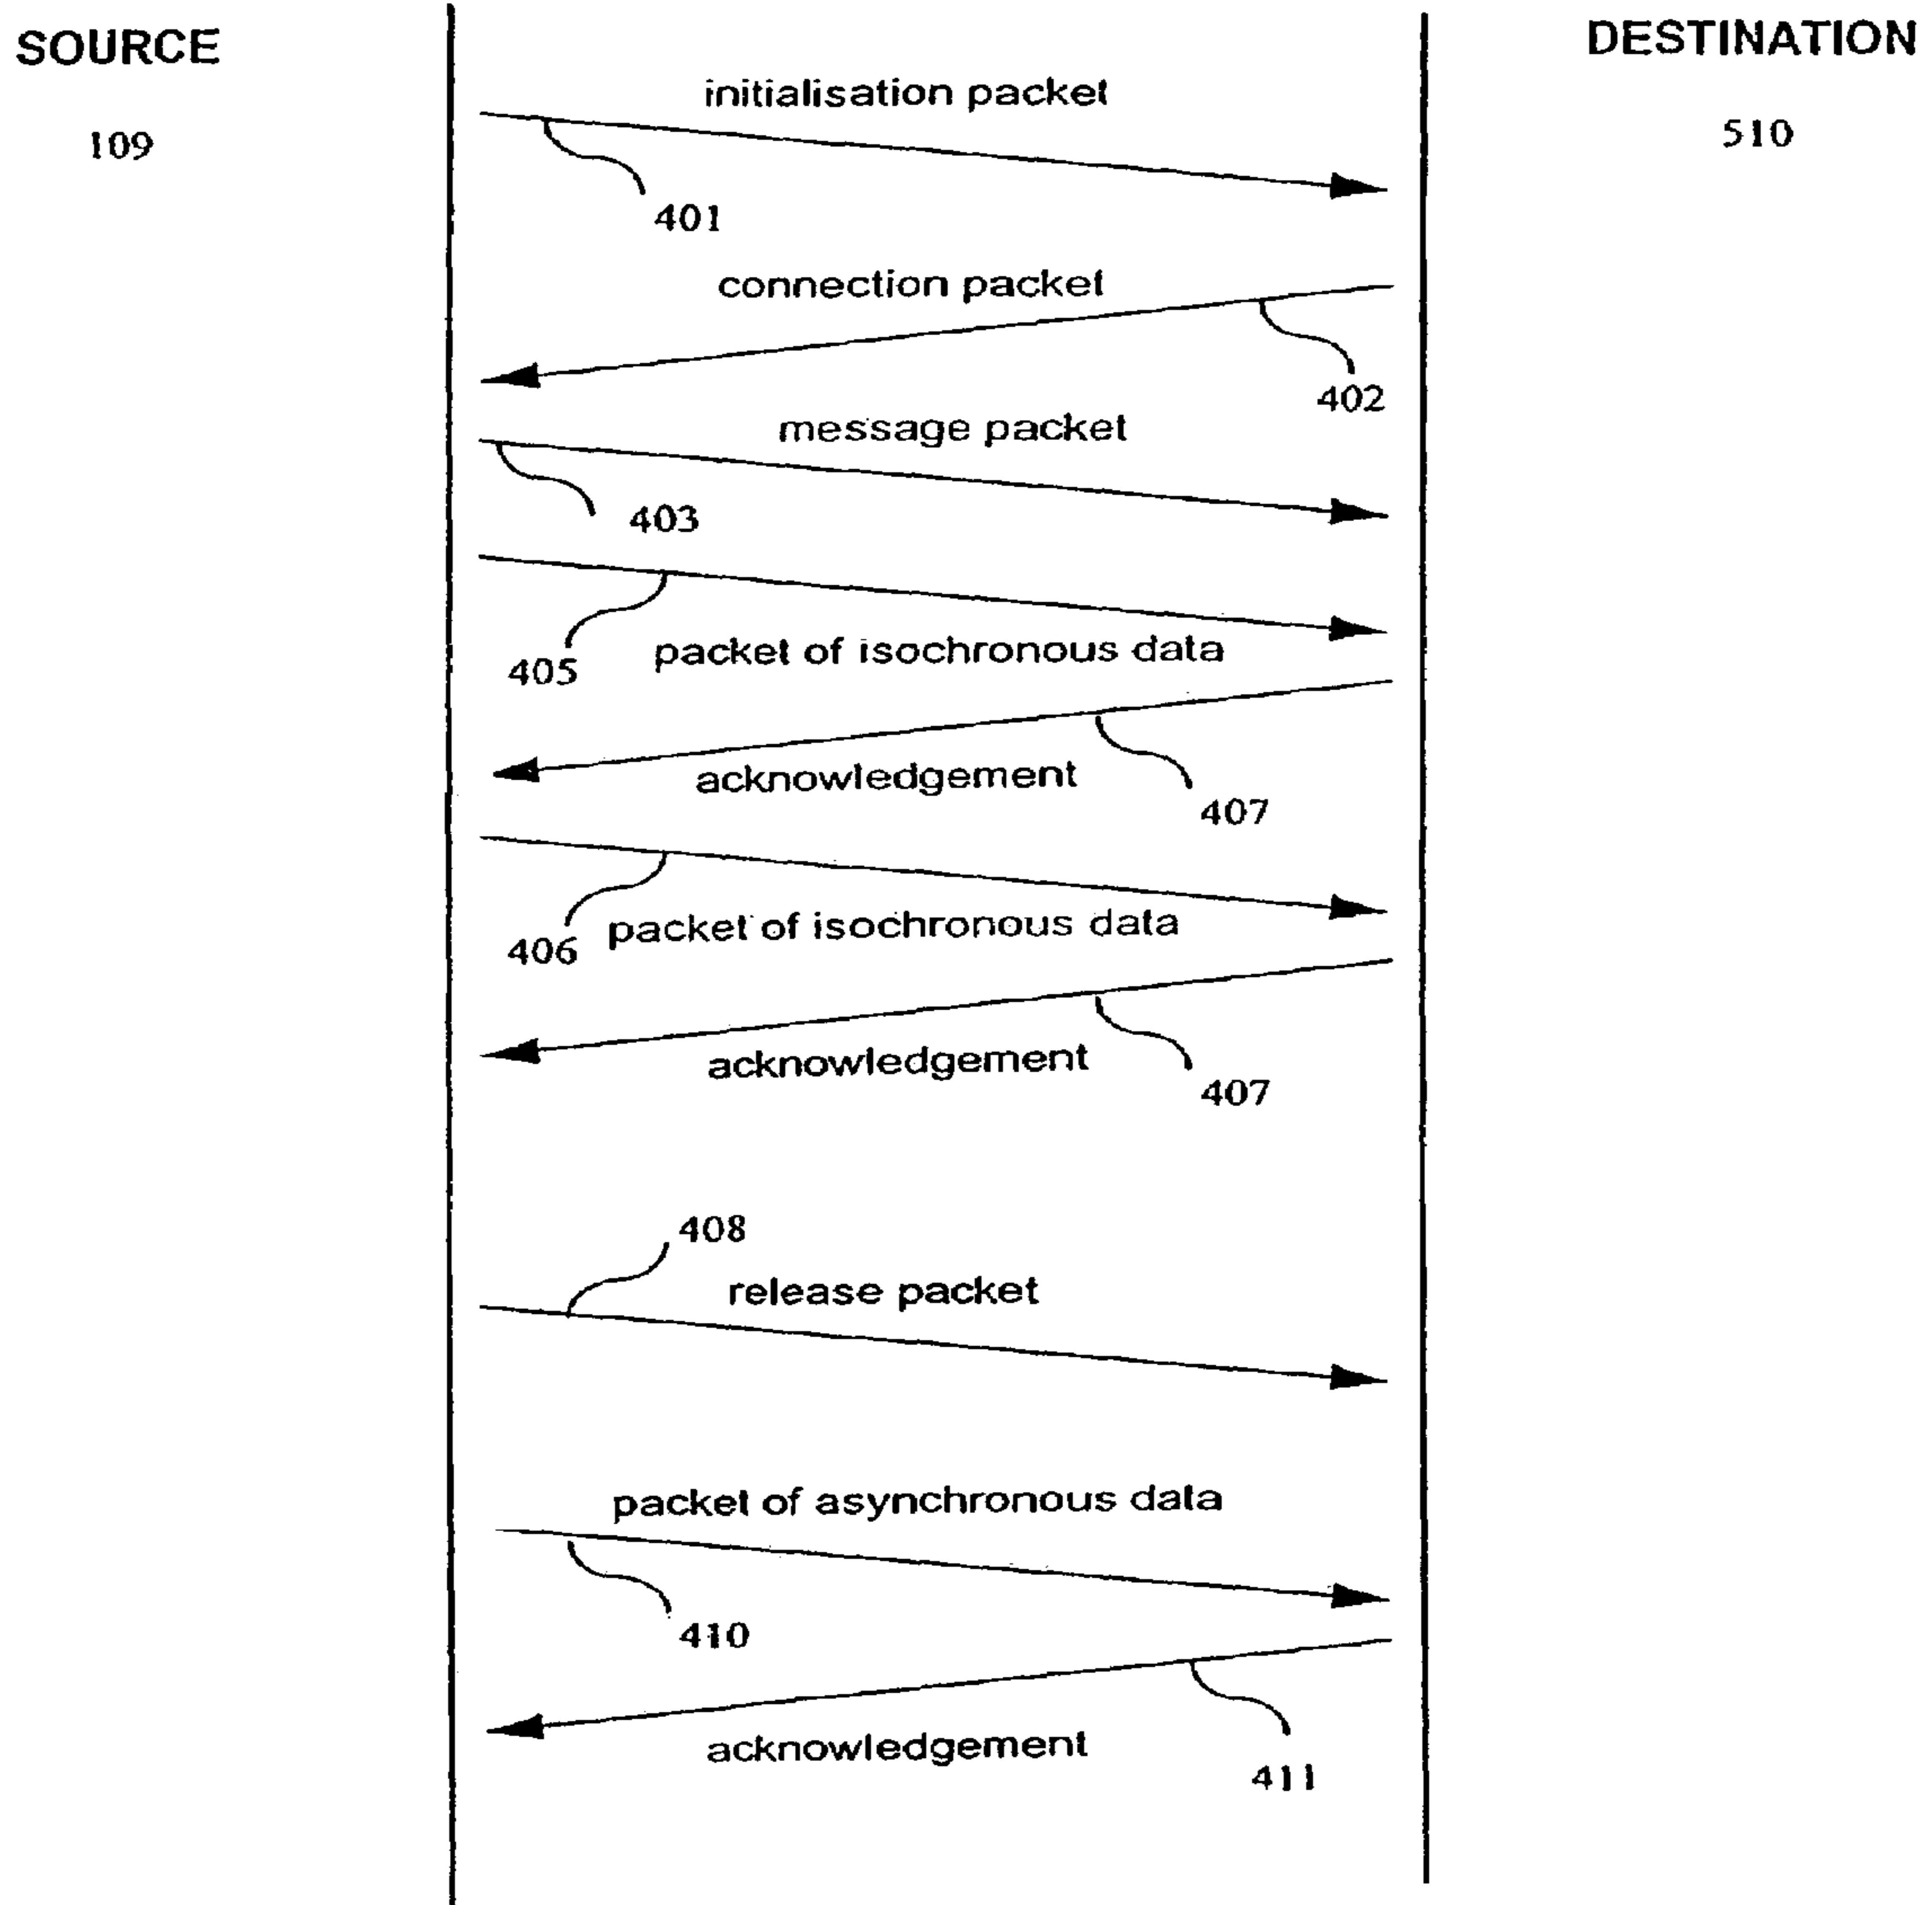 SOURCE
DESTINATION
109
510
initialisation packet
401
connection packet
402
message packet
403
405
packet of isochronous data
acknowledgement
407
406
packet of isochronous data
acknowledgement
407
408
release packet
packet of asynchronous data
410
acknowledgement
411